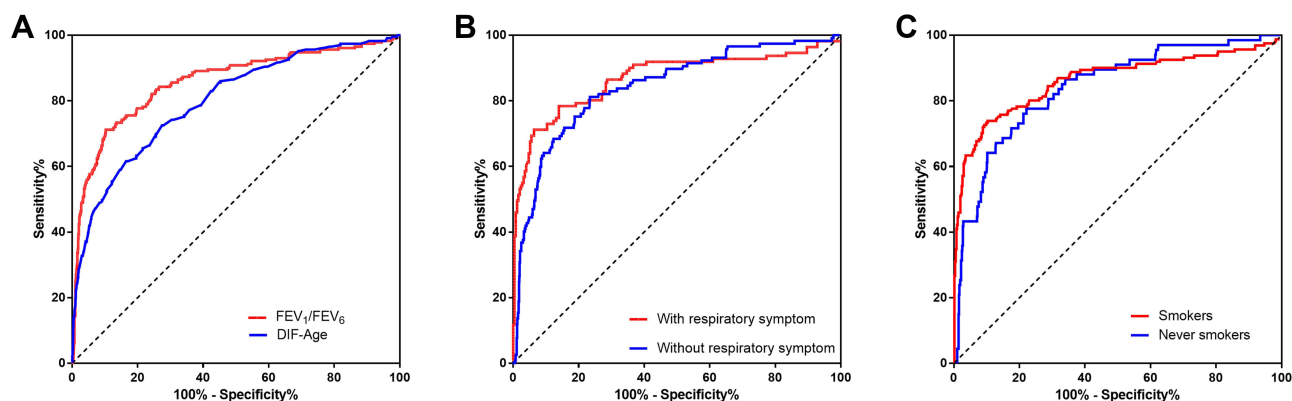 A
Sensitivity%
100
80
60
40
20
0
FEV₁/FEV₆
DIF-Age
0 20 40 60 80 100
100% - Specificity%
B
Sensitivity%
100
80
60
40
20
0
With respiratory symptom
Without respiratory symptom
0 20 40 60 80 100
100% - Specificity%
C
Sensitivity%
100
80
60
40
20
0
Smokers
Never smokers
0 20 40 60 80 100
100% - Specificity%